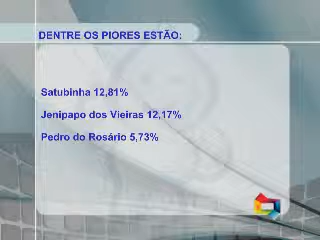 DENTRE OS PIORES ESTÃO:
Satubinha 12,81%
Jenipapo dos Vieiras 12,17%
Pedro do Rosário 5,73%